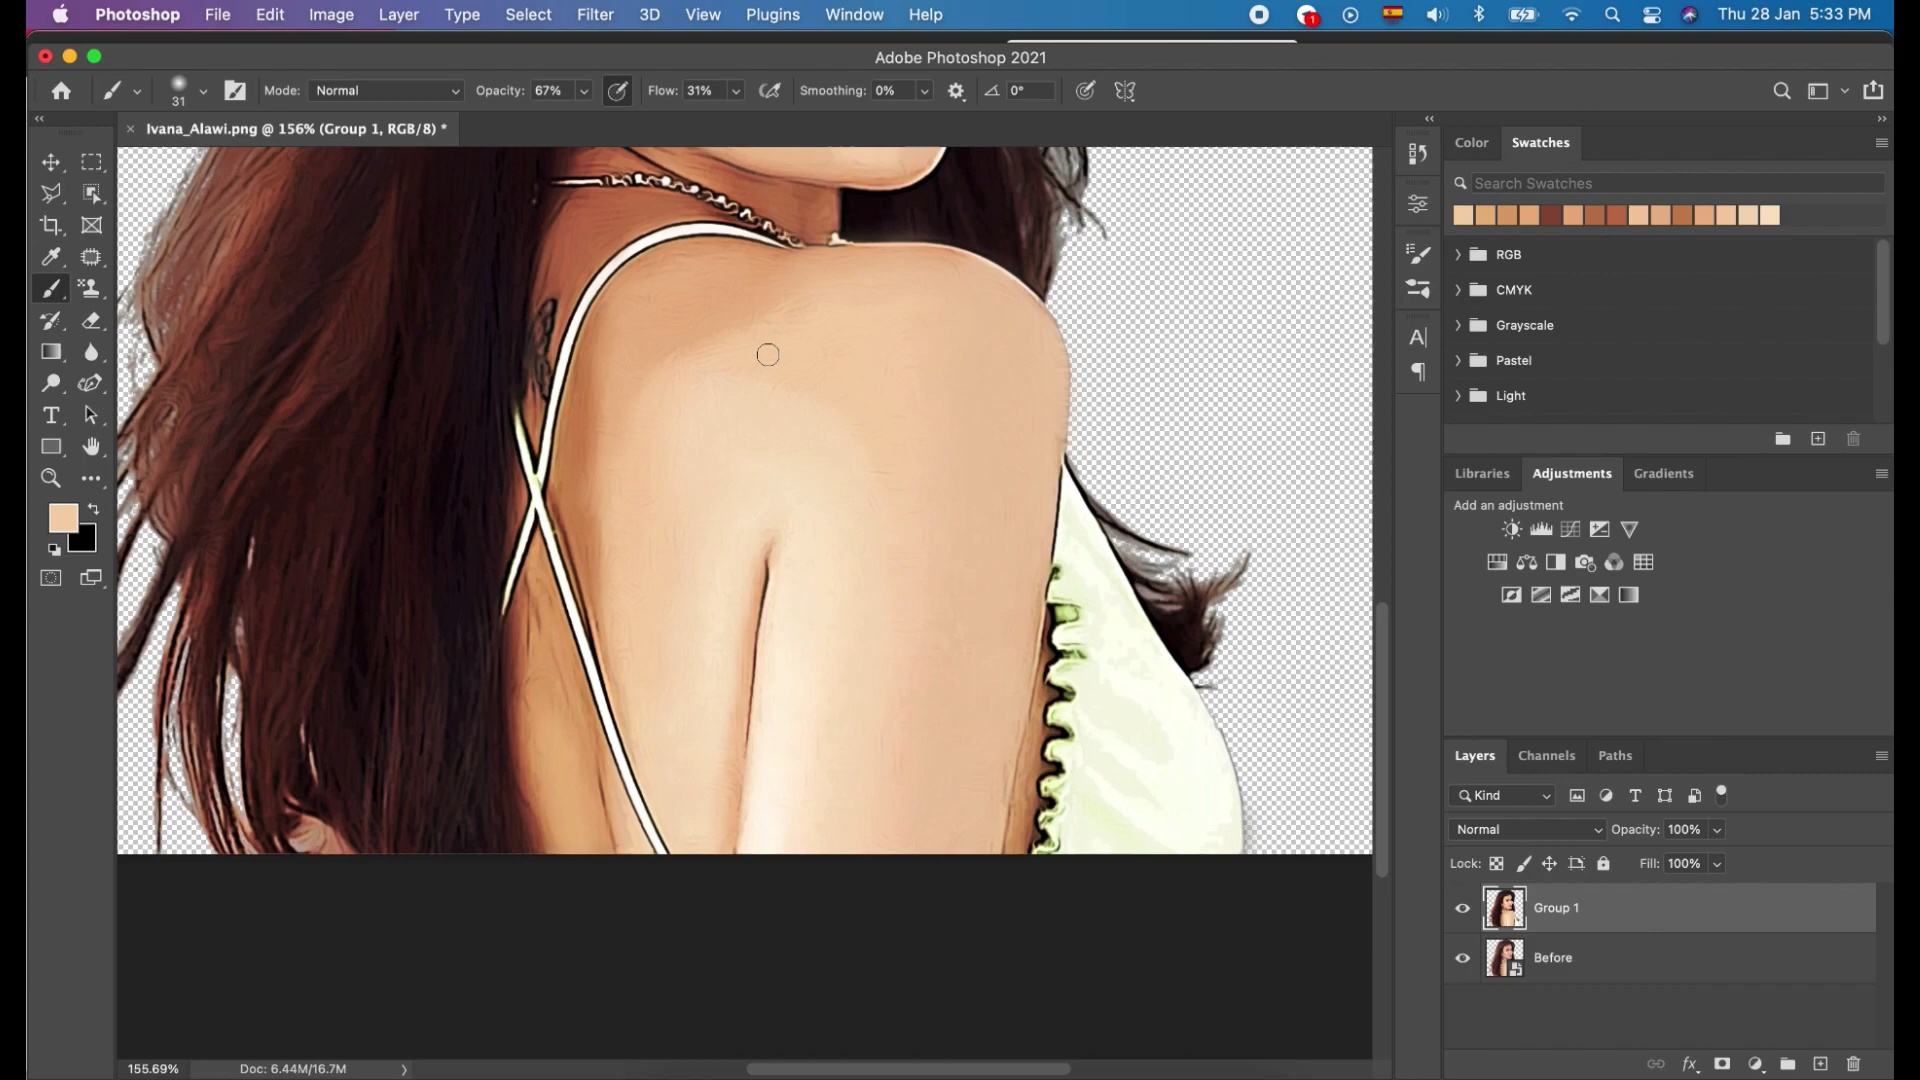 Photoshop File Edit Image Layer Type Select Filter 3D View Plugins Window Help 1 Thu 28 Jan 5:33 PM
Adobe Photoshop 2021
31 Mode: Normal Opacity: 67% Flow: 31% Smoothing: 0% 0°
Ivana_Alawi.png @ 156% (Group 1, RGB/8) *
Color Swatches
Search Swatches
RGB
CMYK
Grayscale
Pastel
Light
Libraries Adjustments Gradients
Add an adjustment
Layers Channels Paths
Kind
Normal Opacity: 100%
Lock: Fill: 100%
Group 1
Before
155.69% Doc: 6.44M/16.7M